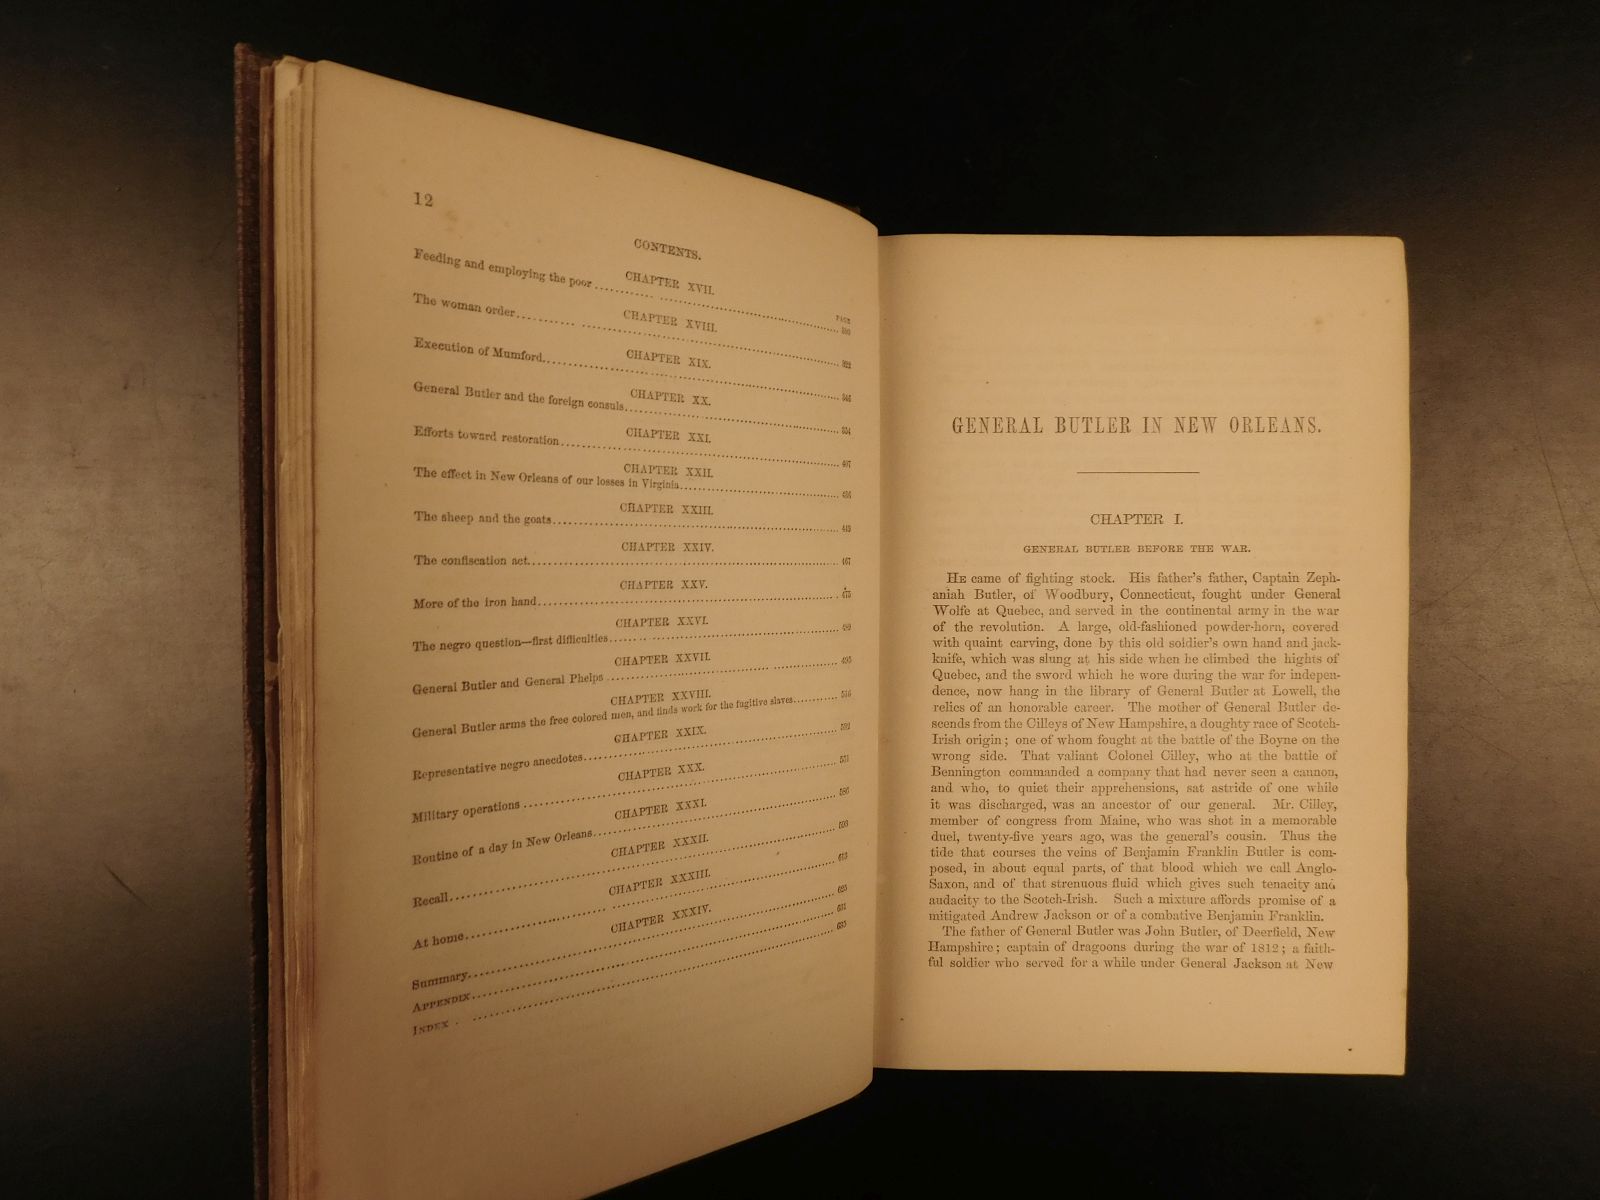 12
CONTENTS.
CHAPTER XVII.
PAGE
Feeding and employing the poor
CHAPTER XVIII.
The woman order
CHAPTER XIX.
Execution of Mumford
CHAPTER XX.
General Butler and the foreign consuls
CHAPTER XXI.
Efforts toward restoration 407
CHAPTER XXII.
The effect in New Orleans of our losses in Virginia
CHAPTER XXIII.
The sheep and the goats
CHAPTER XXIV.
The confiscation act 467
CHAPTER XXV.
More of the iron hand 475
CHAPTER XXVI.
The negro question—first difficulties 489
CHAPTER XXVII.
General Butler and General Phelps 495
CHAPTER XXVIII.
General Butler arms the free colored men, and finds work for the fugitive slaves 516
CHAPTER XXIX.
Representative negro anecdotes
CHAPTER XXX.
Military operations
CHAPTER XXXI.
Routine of a day in New Orleans
CHAPTER XXXII.
Recall 593
CHAPTER XXXIII.
At home 613
CHAPTER XXXIV.
Summary 625
APPENDIX 631
INDEX
GENERAL BUTLER IN NEW ORLEANS.
CHAPTER I.
GENERAL BUTLER BEFORE THE WAR.
HE came of fighting stock. His father's father, Captain Zeph-
aniah Butler, of Woodbury, Connecticut, fought under General
Wolfe at Quebec, and served in the continental army in the war
of the revolution. A large, old-fashioned powder-horn, covered
with quaint carving, done by this old soldier's own hand and jack-
knife, which was slung at his side when he climbed the hights of
Quebec, and the sword which he wore during the war for indepen-
dence, now hang in the library of General Butler at Lowell, the
relics of an honorable career. The mother of General Butler de-
scends from the Cilleys of New Hampshire, a doughty race of Scotch-
Irish origin; one of whom fought at the battle of the Boyne on the
wrong side. That valiant Colonel Cilley, who at the battle of
Bennington commanded a company that had never seen a cannon,
and who, to quiet their apprehensions, sat astride of one while
it was discharged, was an ancestor of our general. Mr. Cilley,
member of congress from Maine, who was shot in a memorable
duel, twenty-five years ago, was the general's cousin. Thus the
tide that courses the veins of Benjamin Franklin Butler is com-
posed, in about equal parts, of that blood which we call Anglo-
Saxon, and of that strenuous fluid which gives such tenacity and
audacity to the Scotch-Irish. Such a mixture affords promise of a
mitigated Andrew Jackson or of a combative Benjamin Franklin.
The father of General Butler was John Butler, of Deerfield, New
Hampshire; captain of dragoons during the war of 1812; a faith-
ful soldier who served for a while under General Jackson at New